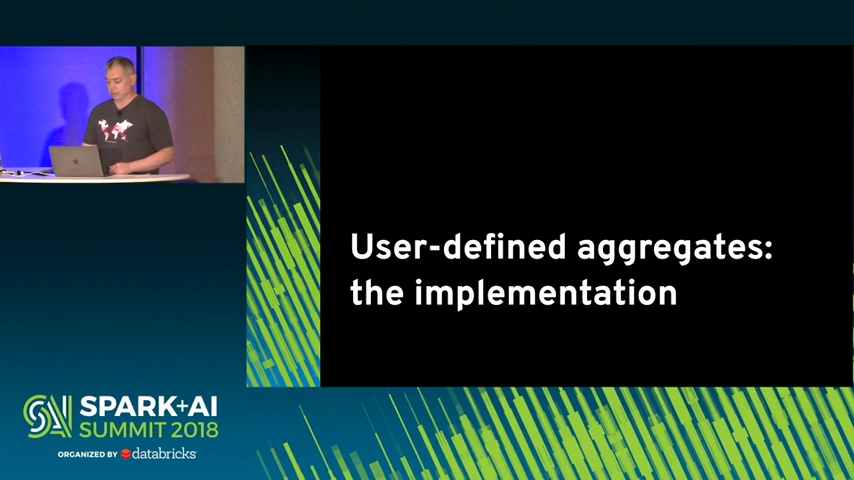 User-defined aggregates:
the implementation
SPARK+AI
SUMMIT 2018
ORGANIZED BY databricks